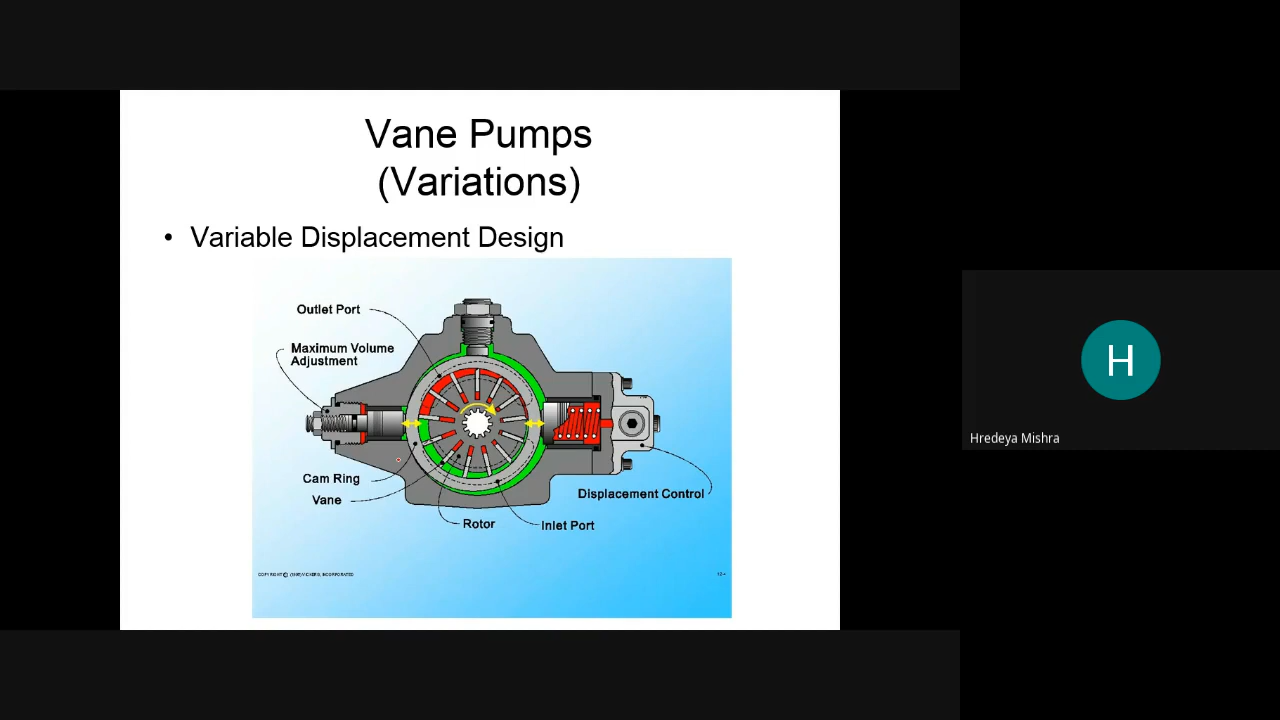 Vane Pumps
(Variations)
• Variable Displacement Design
Outlet Port
Maximum Volume
Adjustment
Cam Ring
Vane
Rotor
Inlet Port
Displacement Control
H
Hredeya Mishra